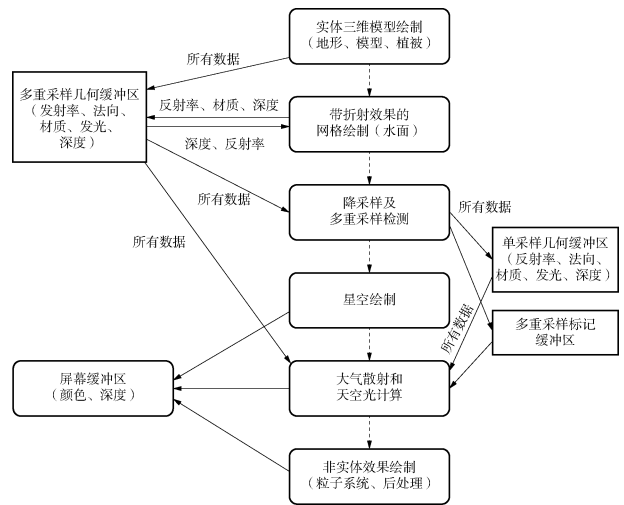 实体三维模型绘制
（地形、模型、植被）
所有数据
多重采样几何缓冲区
（发射率、法向、
材质、发光、
深度）
反射率、材质、深度
带折射效果的
网格绘制（水面）
深度、反射率
所有数据
降采样及
多重采样检测
所有数据
所有数据
单采样几何缓冲区
（反射率、法向、
材质、发光、深度）
星空绘制
所有数据
多重采样标记
缓冲区
屏幕缓冲区
（颜色、深度）
大气散射和
天空光计算
非实体效果绘制
（粒子系统、后处理）